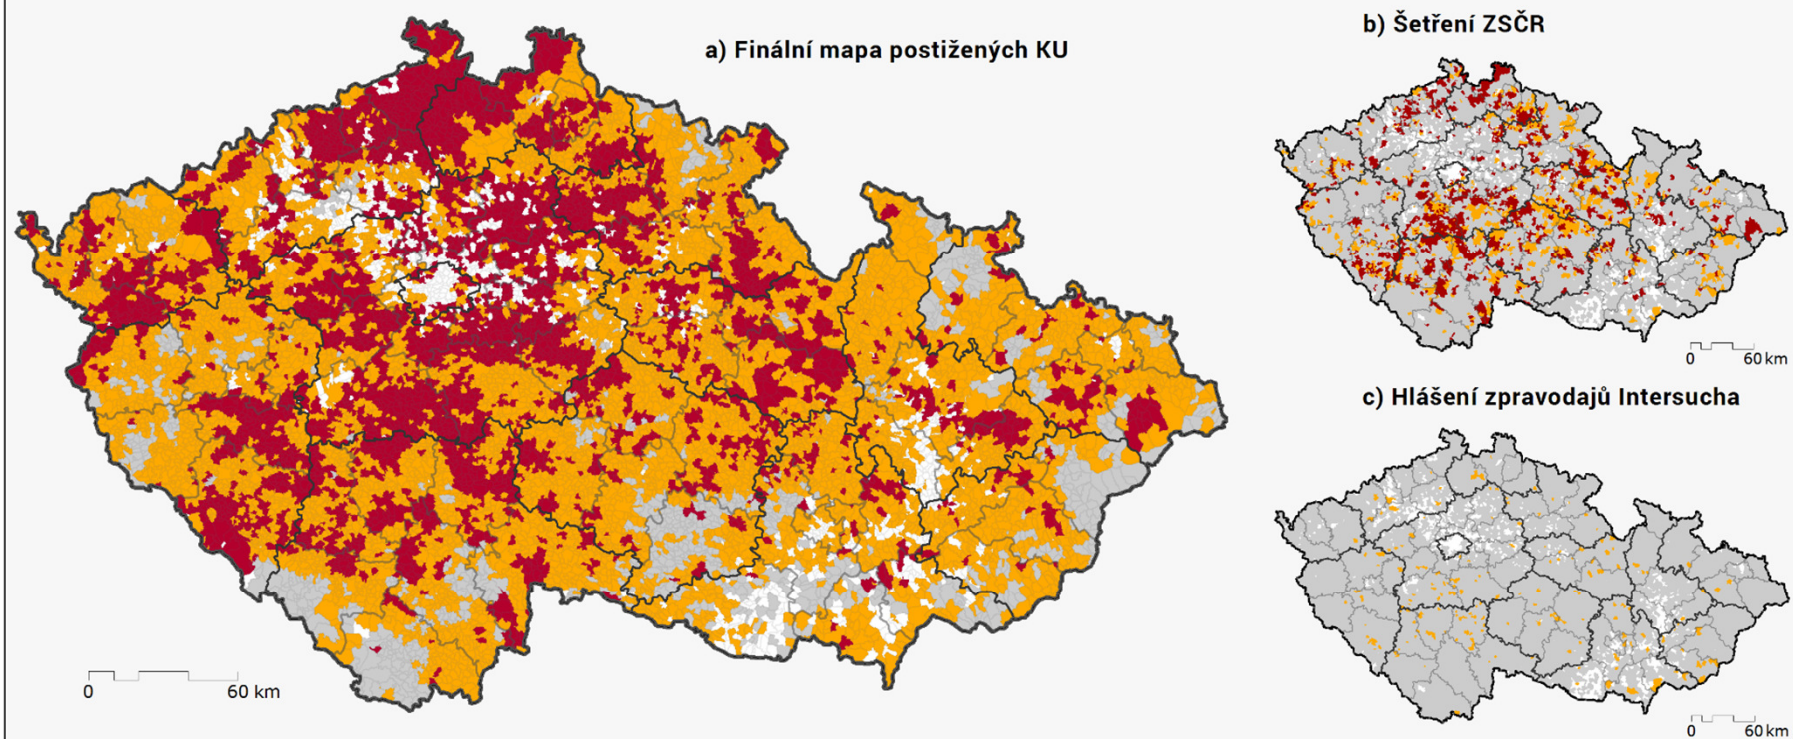 a) Finální mapa postižených KU
0 60 km
b) Šetření ZSČR
0 60 km
c) Hlášení zpravodajů Intersucha
0 60 km